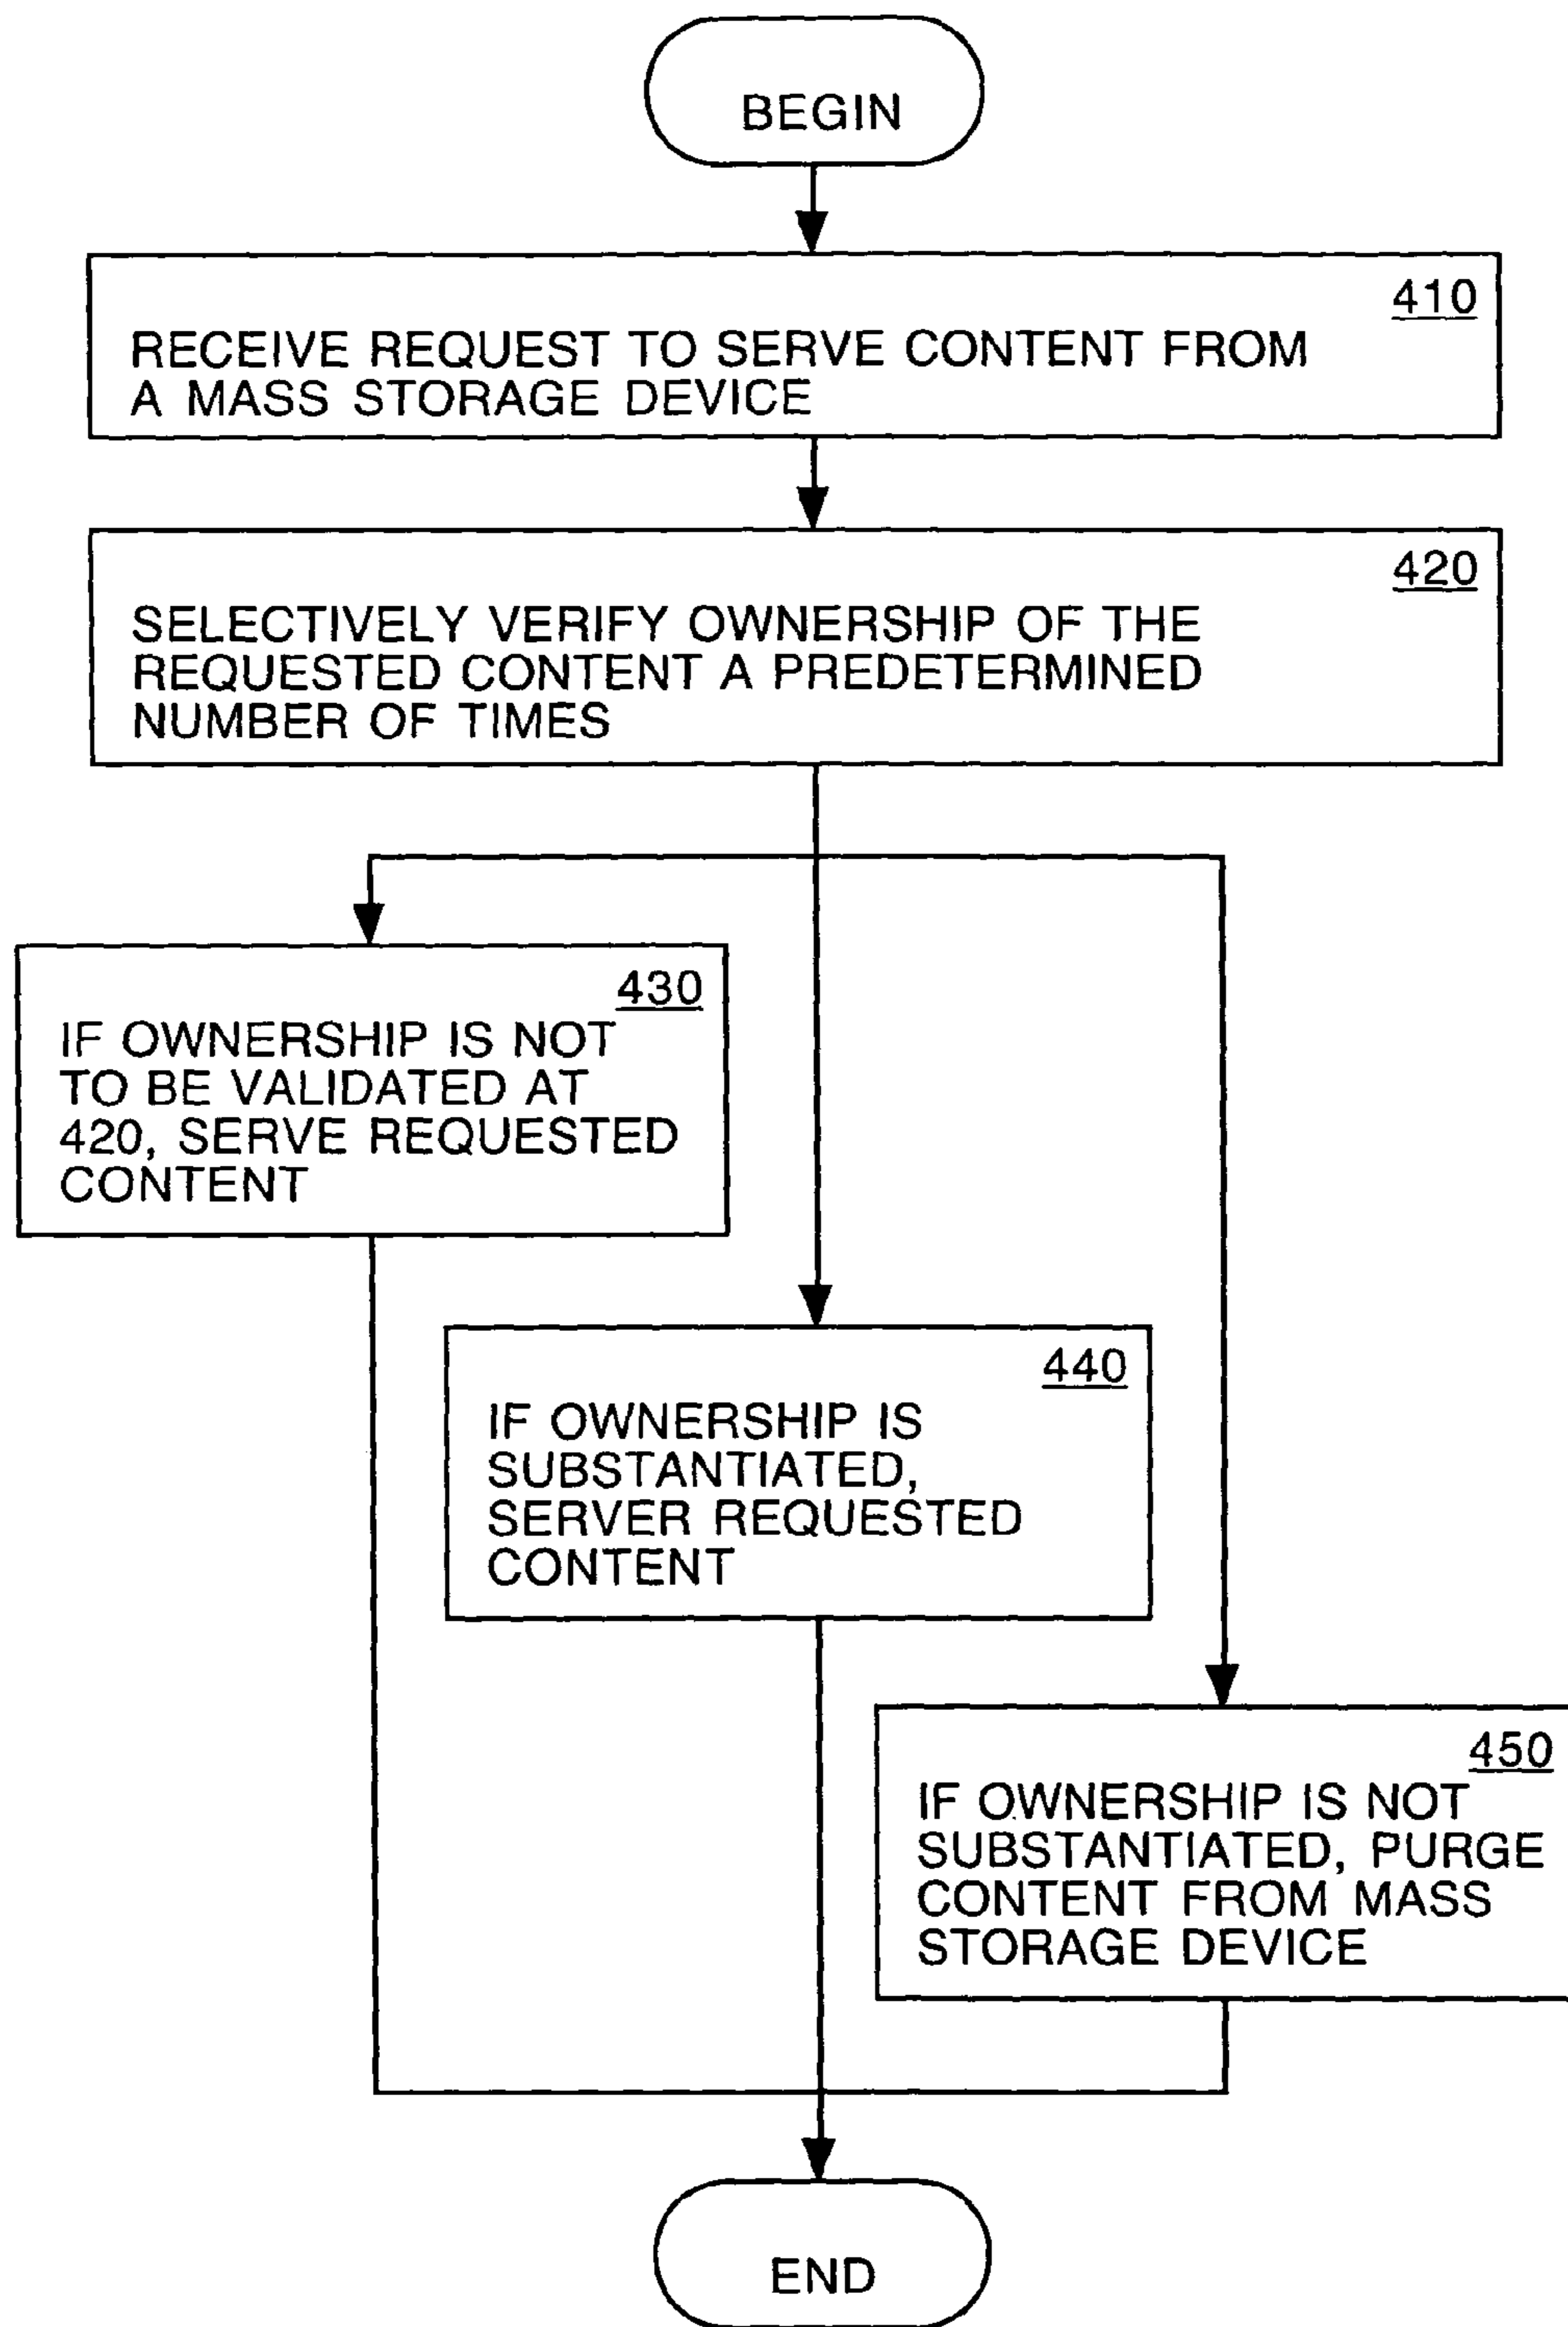 BEGIN
410
RECEIVE REQUEST TO SERVE CONTENT FROM
A MASS STORAGE DEVICE
420
SELECTIVELY VERIFY OWNERSHIP OF THE
REQUESTED CONTENT A PREDETERMINED
NUMBER OF TIMES
430
IF OWNERSHIP IS NOT
TO BE VALIDATED AT
420, SERVE REQUESTED
CONTENT
440
IF OWNERSHIP IS
SUBSTANTIATED,
SERVER REQUESTED
CONTENT
450
IF OWNERSHIP IS NOT
SUBSTANTIATED, PURGE
CONTENT FROM MASS
STORAGE DEVICE
END